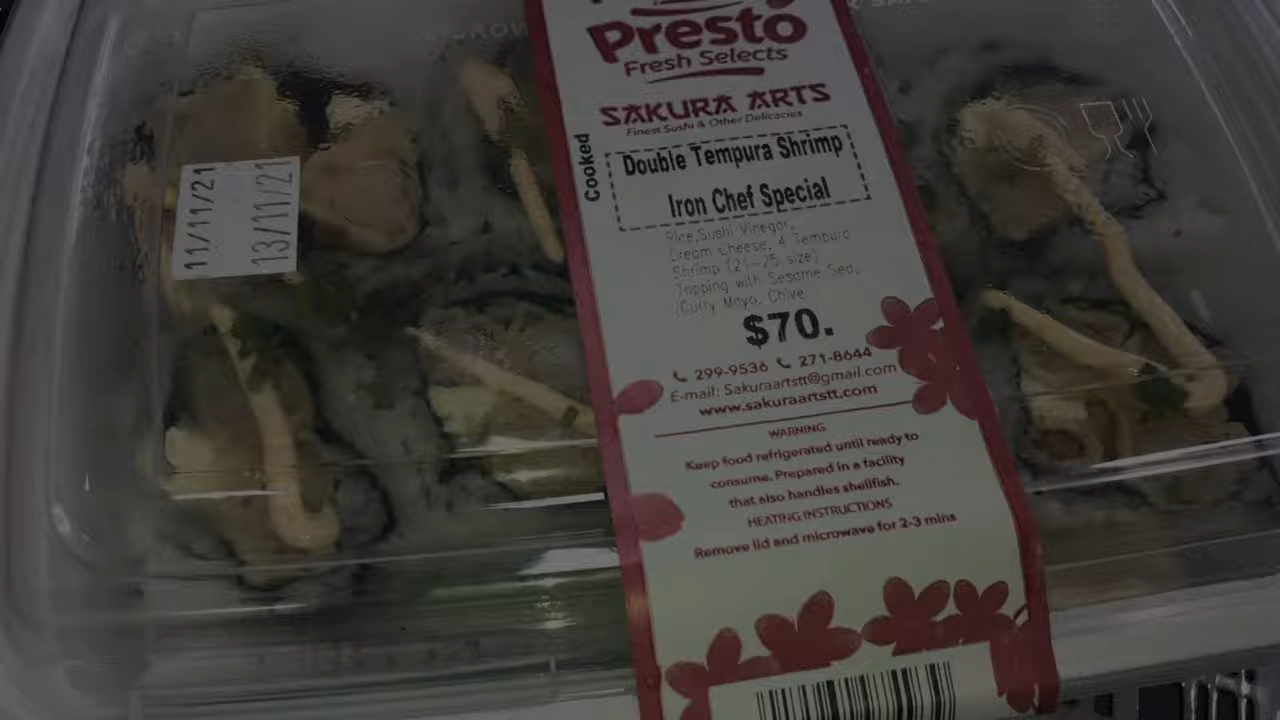 Presto
Fresh Selects
SAKURA ARTS
Finest Sushi & Other Delicacies
Cooked
Double Tempura Shrimp
Iron Chef Special
Rice,Sushi Vinegar,
Cream Cheese, 4 Tempura
Shrimp (21-25 size)
Topping with Sesame Sed,
Curry Mayo, Chive
$70.
299-9536 271-8644
E-mail: Sakuraartstt@gmail.com
www.sakuraartstt.com
WARNING
Keep food refrigerated until ready to
consume. Prepared in a facility
that also handles shellfish.
HEATING INSTRUCTIONS
Remove lid and microwave for 2-3 mins
11/11/21
13/11/21